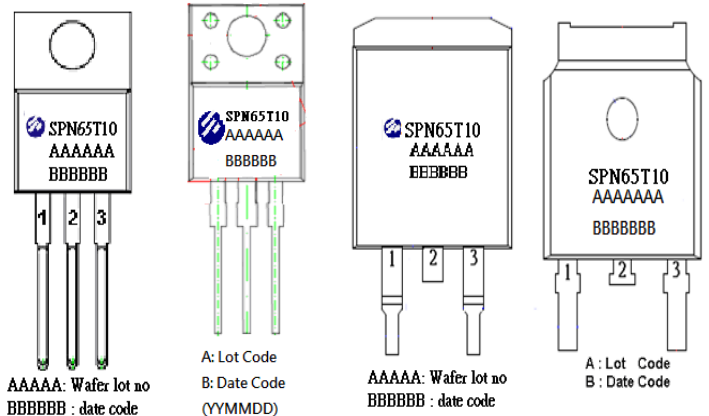 SPN65T10
AAAAAA
BBBBBB
1 2 3
AAAAA: Wafer lot no
BBBBBB : date code
SPN65T10
AAAAAA
BBBBBB
A: Lot Code
B: Date Code
(YYMMDD)
SPN65T10
AAAAAA
BBBBBB
1 2 3
AAAAA: Wafer lot no
BBBBBB : date code
SPN65T10
AAAAAAA
BBBBBBB
1 2 3
A : Lot Code
B : Date Code